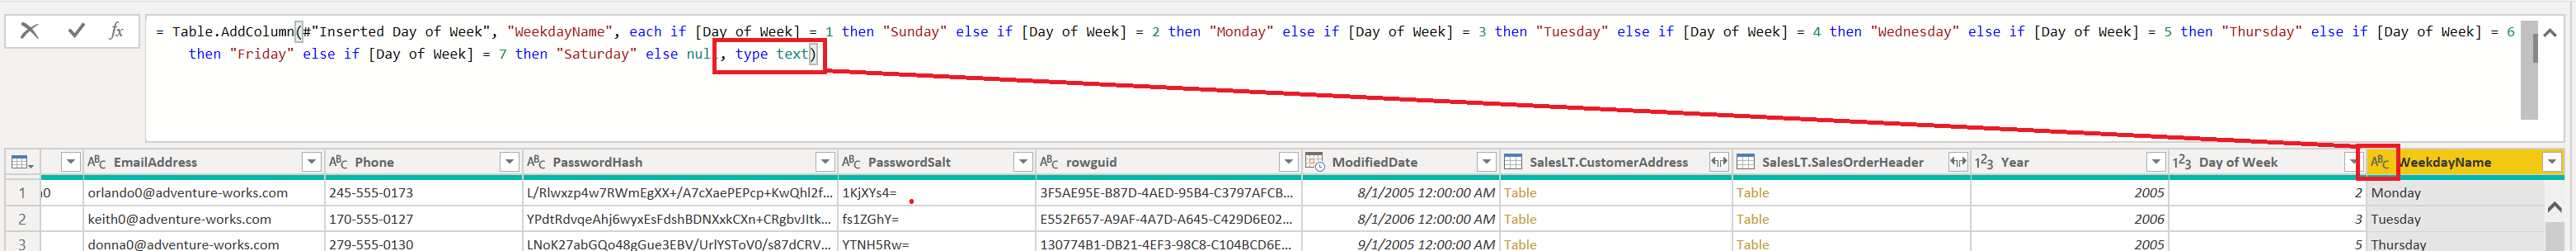 = Table.AddColumn(#"Inserted Day of Week", "WeekdayName", each if [Day of Week] = 1 then "Sunday" else if [Day of Week] = 2 then "Monday" else if [Day of Week] = 3 then "Tuesday" else if [Day of Week] = 4 then "Wednesday" else if [Day of Week] = 5 then "Thursday" else if [Day of Week] = 6
then "Friday" else if [Day of Week] = 7 then "Saturday" else null, type text)
ABC EmailAddress ABC Phone ABC PasswordHash ABC PasswordSalt ABC rowguid ModifiedDate SalesLT.CustomerAddress SalesLT.SalesOrderHeader 123 Year 123 Day of Week ABC WeekdayName
1 orlando0@adventure-works.com 245-555-0173 L/Rlwxzp4w7RWmEgXX+/A7cXaePEPcp+KwQhl2f... 1KjXYs4= 3F5AE95E-B87D-4AED-95B4-C3797AFCB... 8/1/2005 12:00:00 AM Table Table 2005 2 Monday
2 keith0@adventure-works.com 170-555-0127 YPdtRdvqeAhj6wyxEsFdshBDNXxkCXn+CRgbvJItk... fs1ZGhY= E552F657-A9AF-4A7D-A645-C429D6E02... 8/1/2006 12:00:00 AM Table Table 2006 3 Tuesday
3 donna0@adventure-works.com 279-555-0130 LNoK27abGQo48gGue3EBV/UrlYSToV0/s87dCRV... YTNH5Rw= 130774B1-DB21-4EF3-98C8-C104BCD6E... 9/1/2005 12:00:00 AM Table Table 2005 5 Thursday